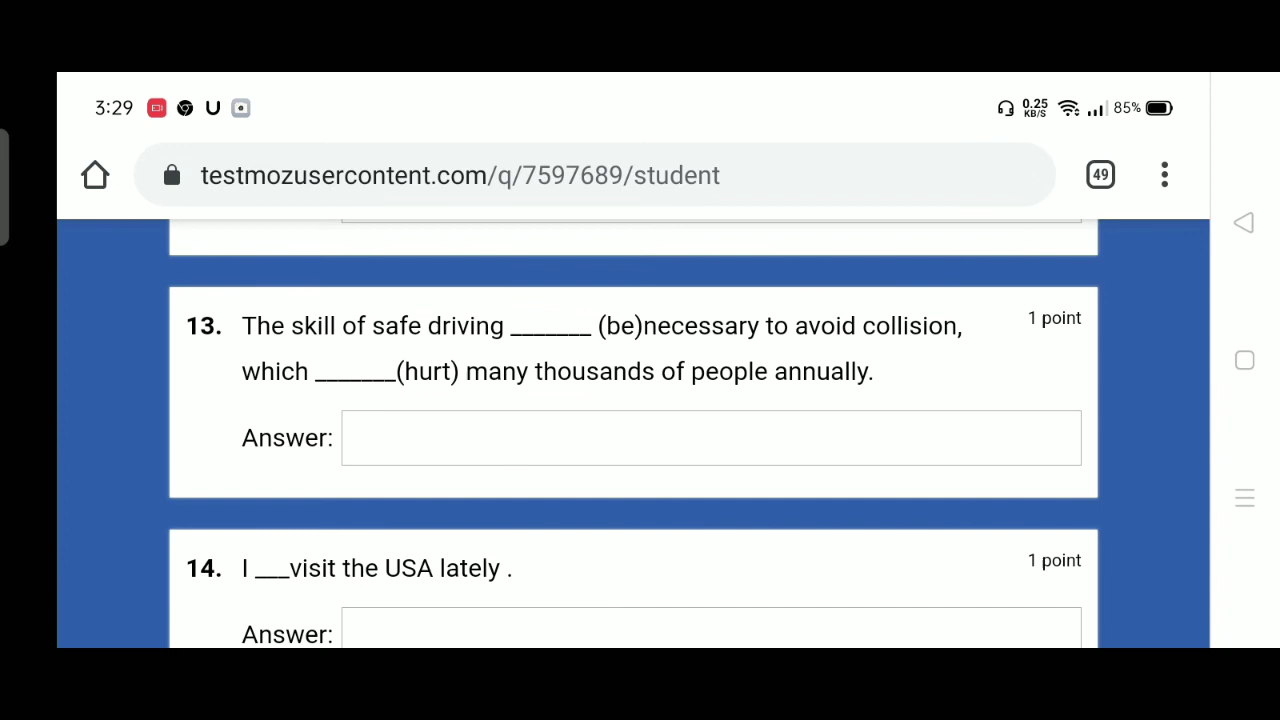 3:29 U 0.25 KB/S 85%
testmozusercontent.com/q/7597689/student 49
13. The skill of safe driving _______ (be)necessary to avoid collision, 1 point
which _______(hurt) many thousands of people annually.
Answer:
14. I ___visit the USA lately . 1 point
Answer: